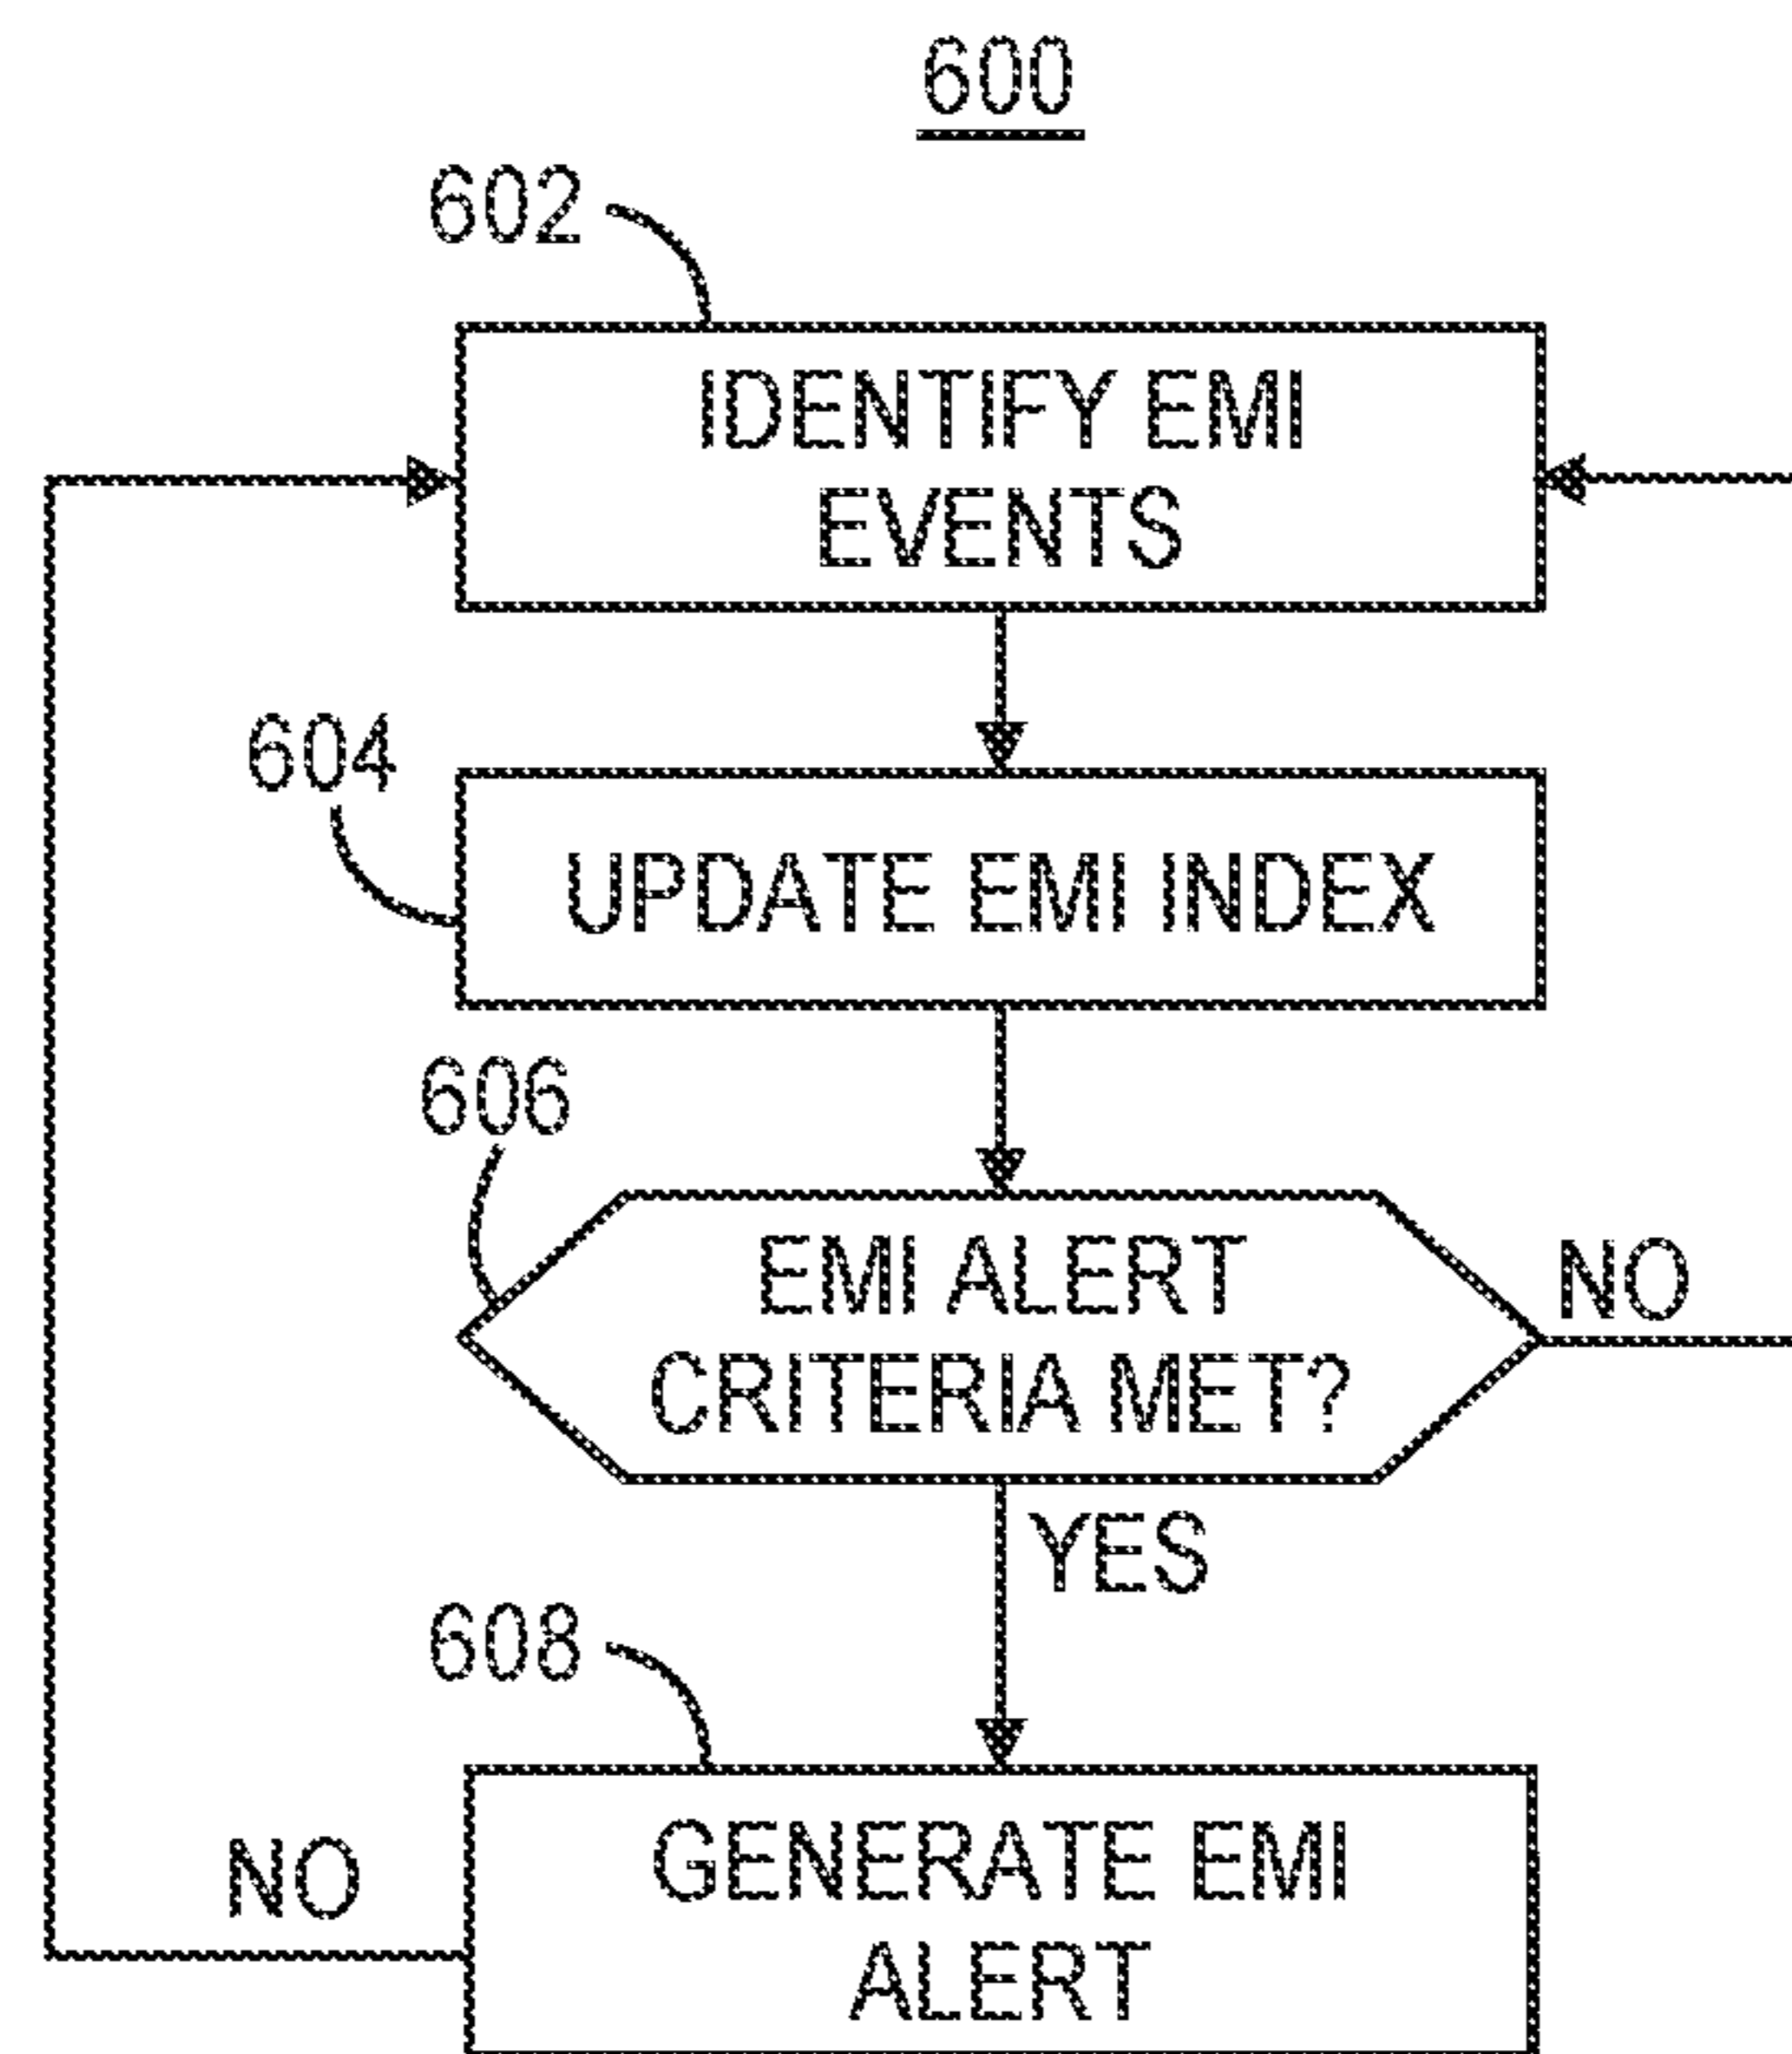 600
602
IDENTIFY EMI
EVENTS
604
UPDATE EMI INDEX
606
EMI ALERT
CRITERIA MET?
NO
YES
608
GENERATE EMI
ALERT
NO